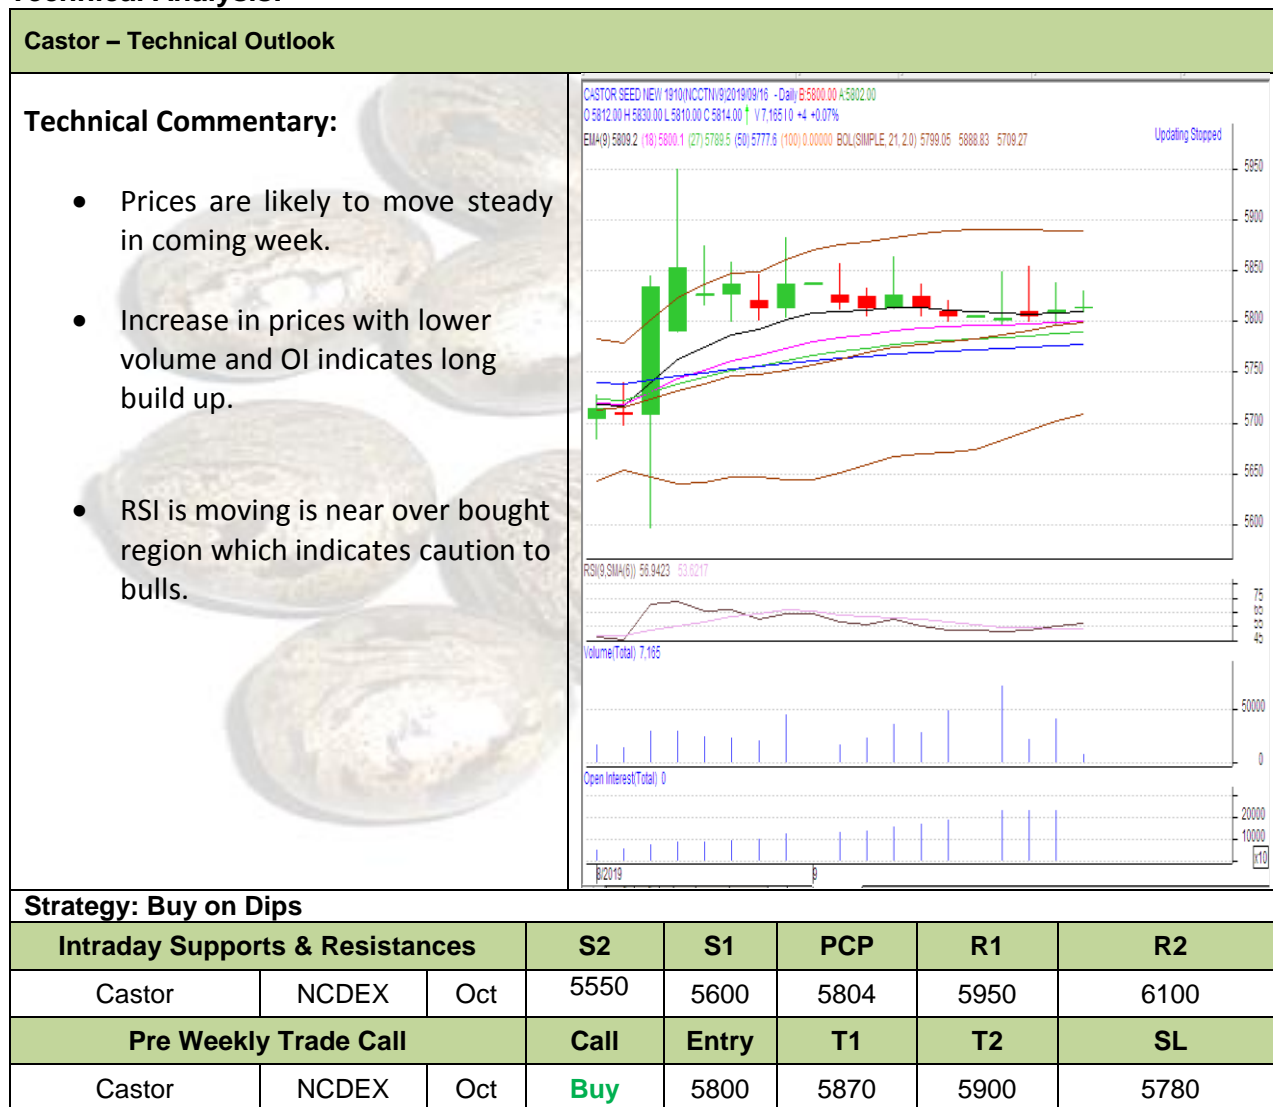 Castor – Technical Outlook
Technical Commentary:
• Prices are likely to move steady
in coming week.
• Increase in prices with lower
volume and OI indicates long
build up.
• RSI is moving is near over bought
region which indicates caution to
bulls.
CASTOR SEED NEW 1910(NCCTNV9)2019/09/16 - Daily B:5800.00 A:5802.00
O 5812.00 H 5830.00 L 5810.00 C 5814.00 V 7,165 I 0 +4 +0.07%
EMA(9) 5809.2 (18) 5800.1 (27) 5789.5 (50) 5777.6 (100) 0.00000 BOL(SIMPLE, 21, 2.0) 5799.05 5888.83 5709.27
Updating Stopped
5950
5900
5850
5800
5750
5700
5650
5600
RSI(9,SMA(6)) 56.9423 53.6217
75
65
55
45
Volume(Total) 7,165
50000
0
Open Interest(Total) 0
20000
10000
x10
8/2019 9
Strategy: Buy on Dips
Intraday Supports & Resistances S2 S1 PCP R1 R2
Castor NCDEX Oct 5550 5600 5804 5950 6100
Pre Weekly Trade Call Call Entry T1 T2 SL
Castor NCDEX Oct Buy 5800 5870 5900 5780